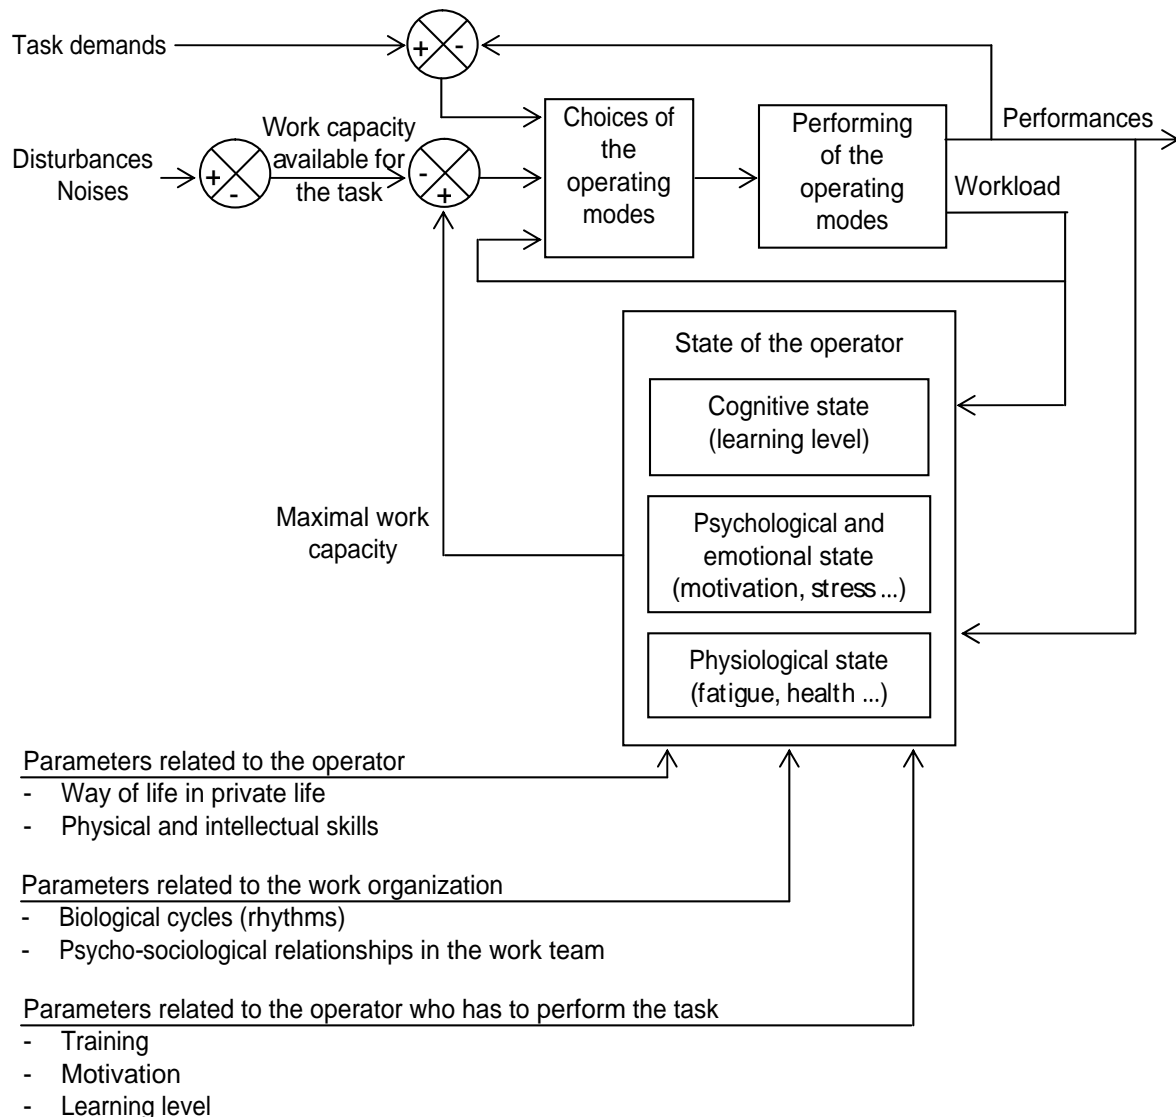 Task demands
+
-
Disturbances
Noises
+
-
Work capacity
available for
the task
-
+
Choices of
the
operating
modes
Performing
of the
operating
modes
Performances
Workload
State of the operator
Cognitive state
(learning level)
Psychological and
emotional state
(motivation, stress ...)
Physiological state
(fatigue, health ...)
Maximal work
capacity
Parameters related to the operator
- Way of life in private life
- Physical and intellectual skills
Parameters related to the work organization
- Biological cycles (rhythms)
- Psycho-sociological relationships in the work team
Parameters related to the operator who has to perform the task
- Training
- Motivation
- Learning level